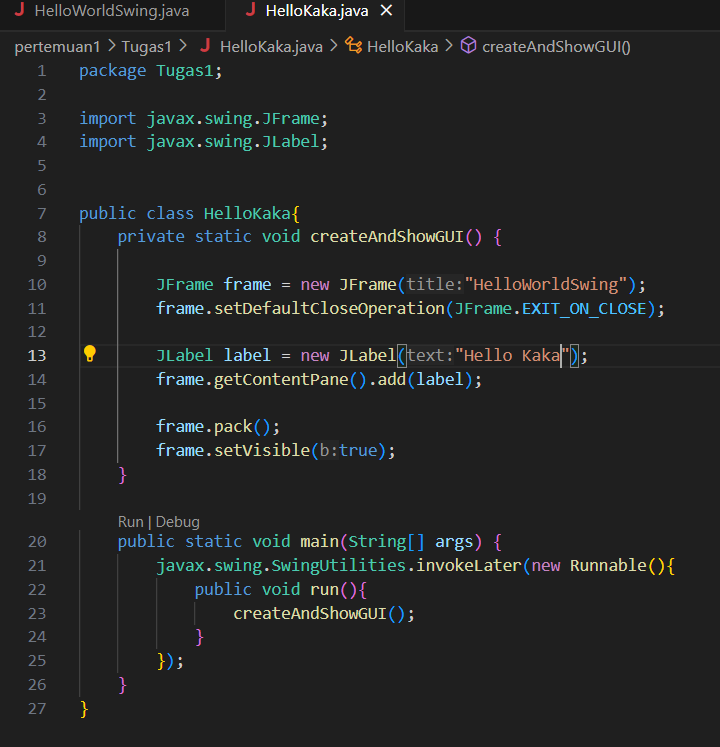 HelloWorldSwing.java
HelloKaka.java
pertemuan1 > Tugas1 > HelloKaka.java > HelloKaka > createAndShowGUI()
1 package Tugas1;
2
3 import javax.swing.JFrame;
4 import javax.swing.JLabel;
5
6
7 public class HelloKaka{
8     private static void createAndShowGUI() {
9
10         JFrame frame = new JFrame(title:"HelloWorldSwing");
11         frame.setDefaultCloseOperation(JFrame.EXIT_ON_CLOSE);
12
13         JLabel label = new JLabel(text:"Hello Kaka");
14         frame.getContentPane().add(label);
15
16         frame.pack();
17         frame.setVisible(b:true);
18     }
19
Run | Debug
20     public static void main(String[] args) {
21         javax.swing.SwingUtilities.invokeLater(new Runnable(){
22             public void run(){
23                 createAndShowGUI();
24             }
25         });
26     }
27 }